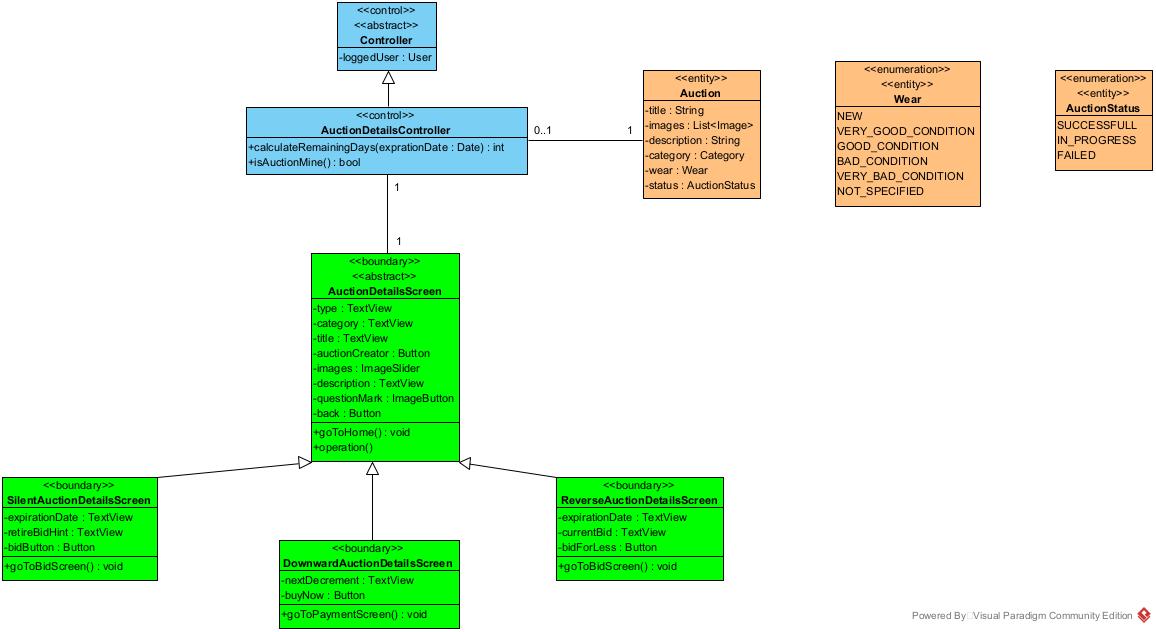 <<control>>
<<abstract>>
Controller
-loggedUser : User
<<control>>
AuctionDetailsController
+calculateRemainingDays(exprationDate : Date) : int
+isAuctionMine() : bool
0..1
1
<<entity>>
Auction
-title : String
-images : List<Image>
-description : String
-category : Category
-wear : Wear
-status : AuctionStatus
<<enumeration>>
<<entity>>
Wear
NEW
VERY_GOOD_CONDITION
GOOD_CONDITION
BAD_CONDITION
VERY_BAD_CONDITION
NOT_SPECIFIED
<<enumeration>>
<<entity>>
AuctionStatus
SUCCESSFULL
IN_PROGRESS
FAILED
1
1
<<boundary>>
<<abstract>>
AuctionDetailsScreen
-type : TextView
-category : TextView
-title : TextView
-auctionCreator : Button
-images : ImageSlider
-description : TextView
-questionMark : ImageButton
-back : Button
+goToHome() : void
+operation()
<<boundary>>
SilentAuctionDetailsScreen
-expirationDate : TextView
-retireBidHint : TextView
-bidButton : Button
+goToBidScreen() : void
<<boundary>>
DownwardAuctionDetailsScreen
-nextDecrement : TextView
-buyNow : Button
+goToPaymentScreen() : void
<<boundary>>
ReverseAuctionDetailsScreen
-expirationDate : TextView
-currentBid : TextView
-bidForLess : Button
+goToBidScreen() : void
Powered By Visual Paradigm Community Edition